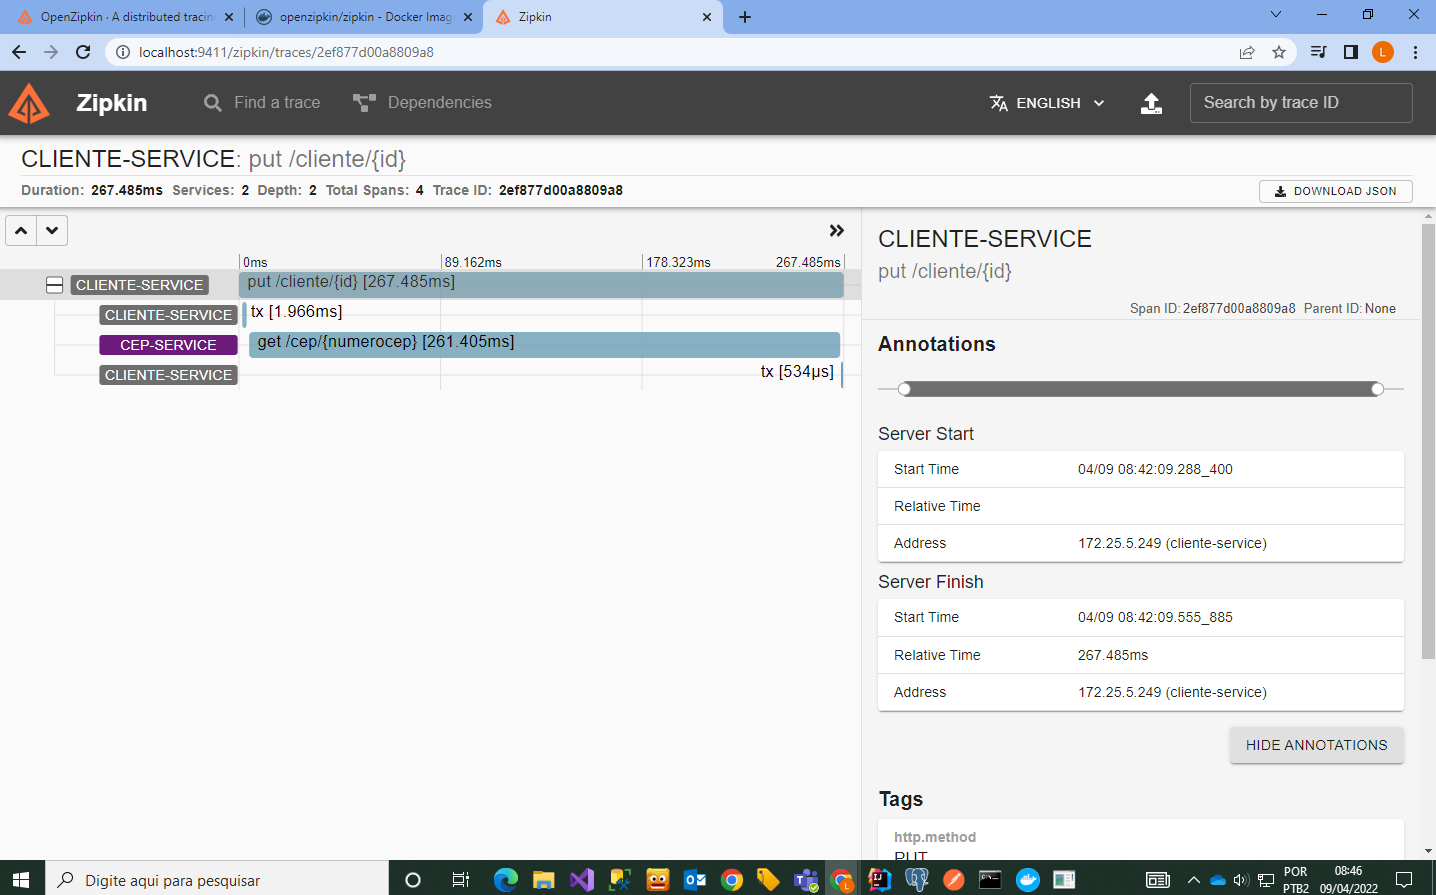 OpenZipkin · A distributed tracin
openzipkin/zipkin - Docker Imag
Zipkin
localhost:9411/zipkin/traces/2ef877d00a8809a8
L
Zipkin
Find a trace
Dependencies
ENGLISH
Search by trace ID
CLIENTE-SERVICE: put /cliente/{id}
Duration: 267.485ms Services: 2 Depth: 2 Total Spans: 4 Trace ID: 2ef877d00a8809a8
DOWNLOAD JSON
0ms 89.162ms 178.323ms 267.485ms
CLIENTE-SERVICE put /cliente/{id} [267.485ms]
CLIENTE-SERVICE tx [1.966ms]
CEP-SERVICE get /cep/{numerocep} [261.405ms]
CLIENTE-SERVICE tx [534μs]
CLIENTE-SERVICE
put /cliente/{id}
Span ID: 2ef877d00a8809a8 Parent ID: None
Annotations
Server Start
Start Time 04/09 08:42:09.288_400
Relative Time
Address 172.25.5.249 (cliente-service)
Server Finish
Start Time 04/09 08:42:09.555_885
Relative Time 267.485ms
Address 172.25.5.249 (cliente-service)
HIDE ANNOTATIONS
Tags
http.method
PUT
Digite aqui para pesquisar
POR
PTB2
08:46
09/04/2022